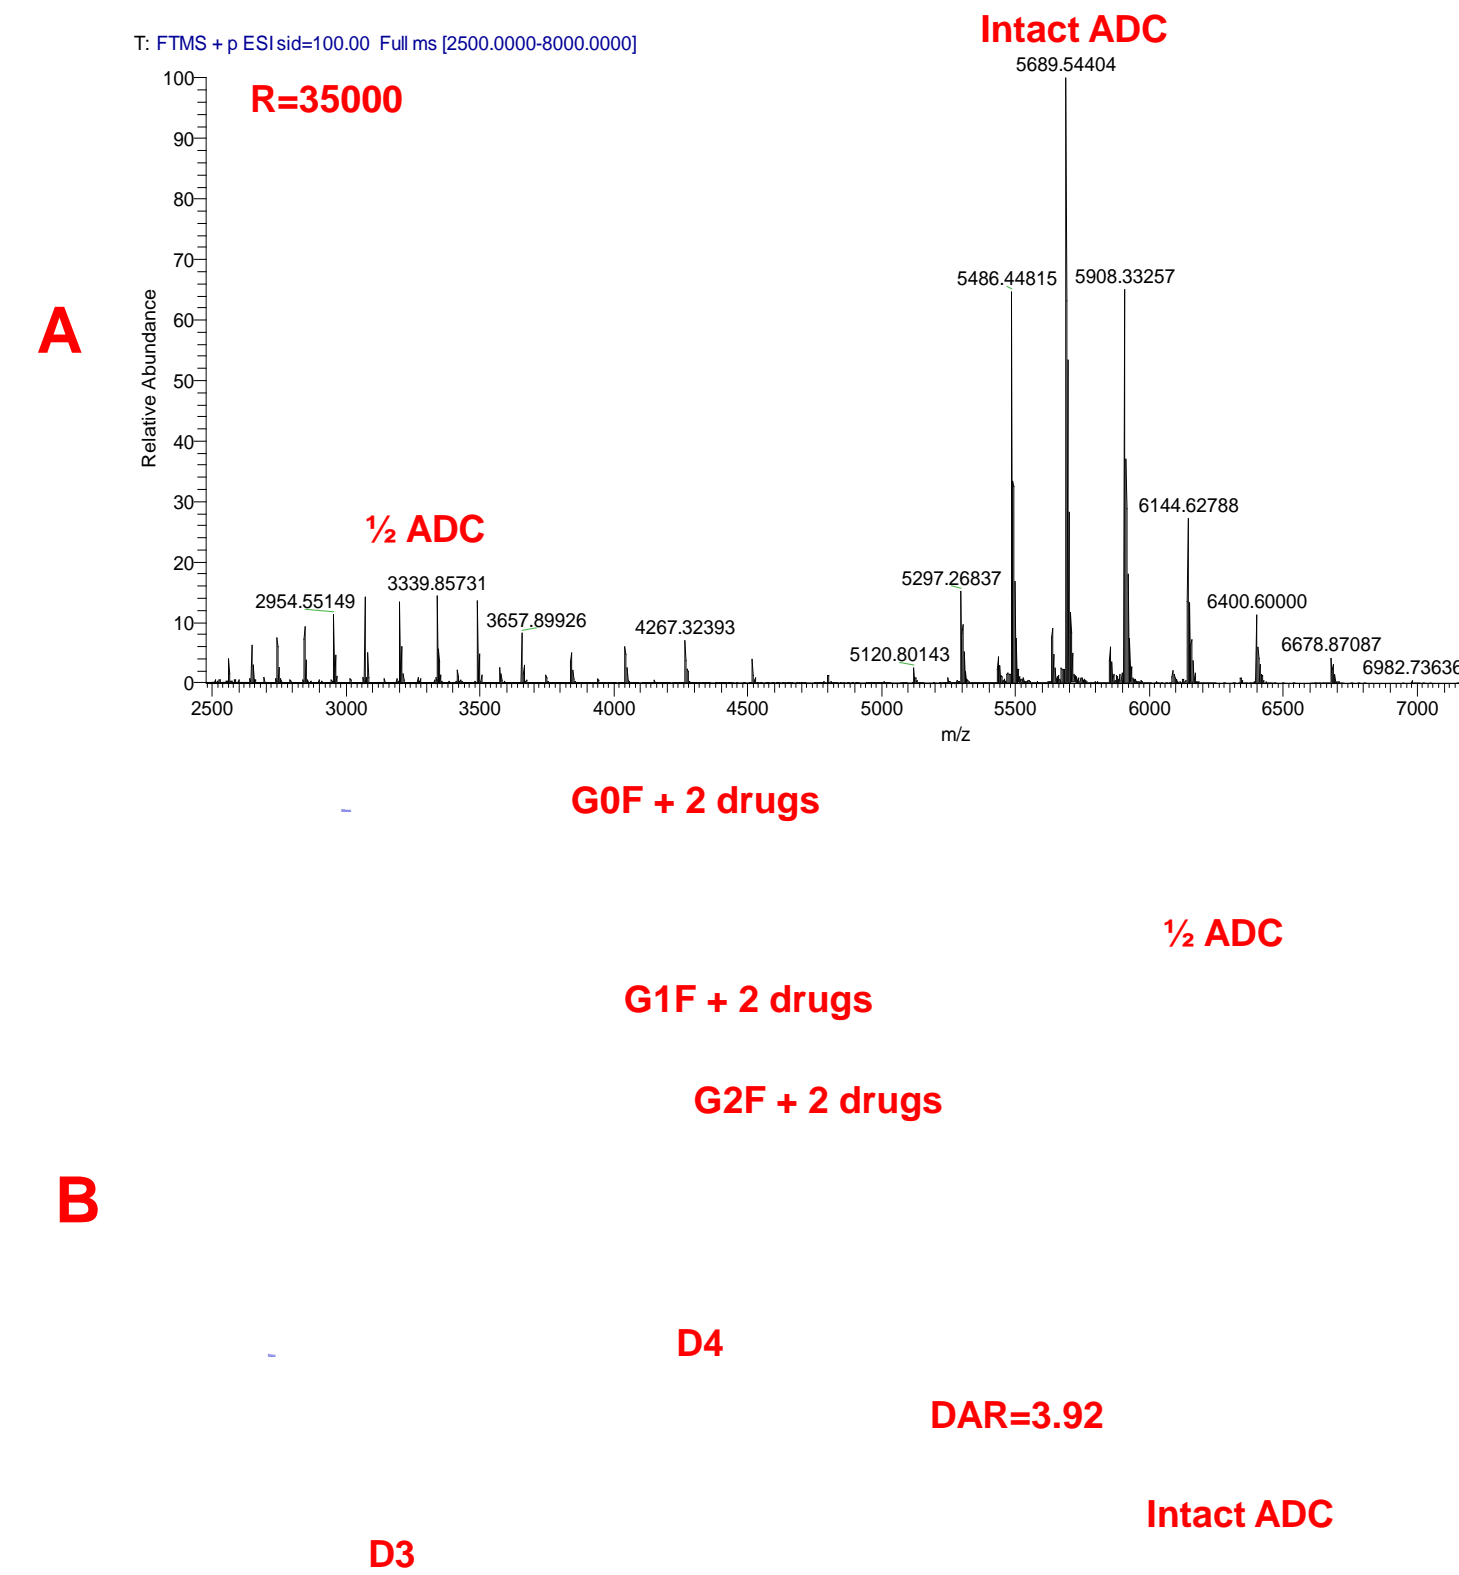 Intact ADC
T: FTMS + p ESI sid=100.00 Full ms [2500.0000-8000.0000]
5689.54404
100
R=35000
90
80
70
5486.44815 5908.33257
A
60
Relative Abundance
50
40
30
6144.62788
½ ADC
20
2954.55149 3339.85731 5297.26837
6400.60000
10
3657.89926 4267.32393
5120.80143 6678.87087
6982.73636
0
2500 3000 3500 4000 4500 5000 5500 6000 6500 7000
m/z
G0F + 2 drugs
½ ADC
G1F + 2 drugs
G2F + 2 drugs
B
D4
DAR=3.92
Intact ADC
D3